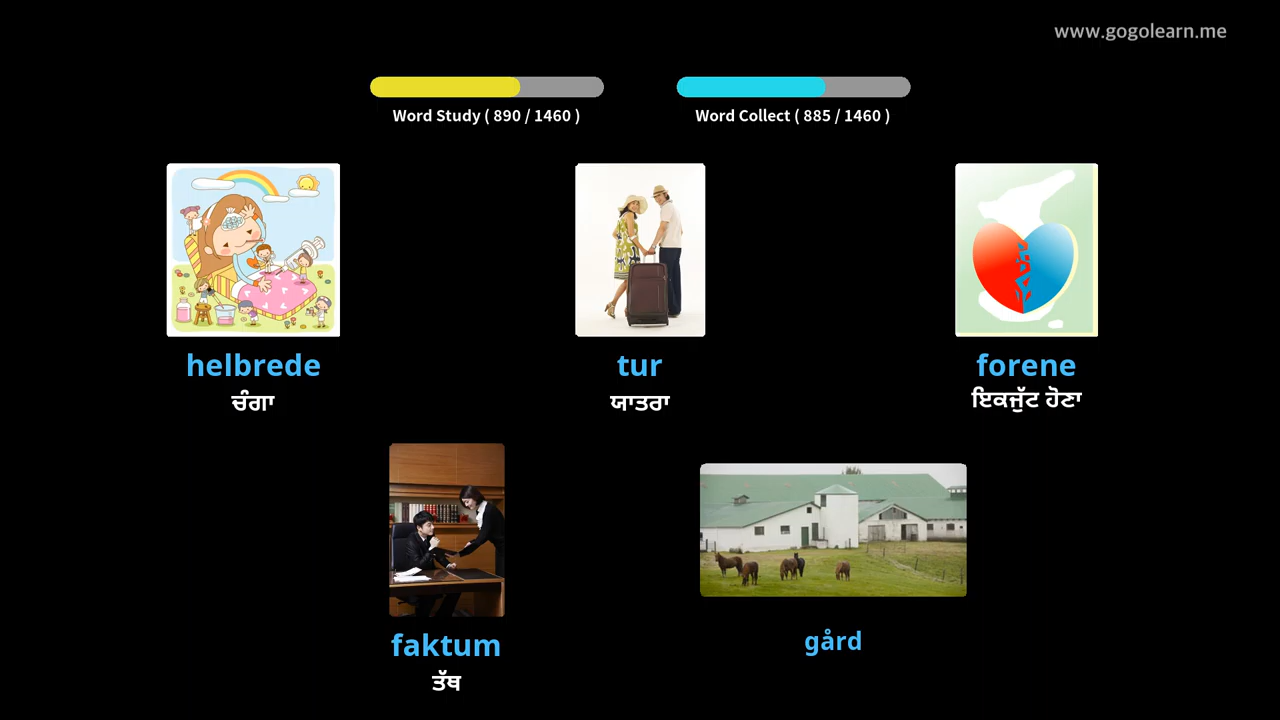 www.gogolearn.me
Word Study ( 890 / 1460 )
Word Collect ( 885 / 1460 )
helbrede
ਚੰਗਾ
tur
ਯਾਤਰਾ
forene
ਇਕਜੁੱਟ ਹੋਣਾ
faktum
ਤੱਥ
gård